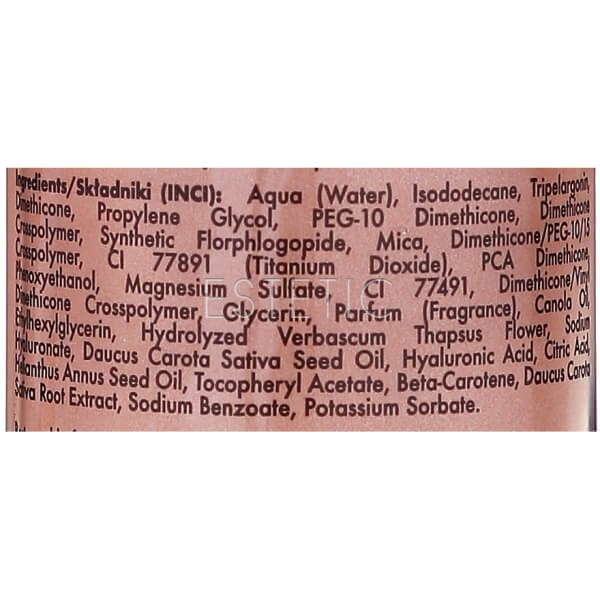 Ingredients/Składniki (INCI): Aqua (Water), Isododecane, Tripelargonin,
Dimethicone, Propylene Glycol, PEG-10 Dimethicone, Dimethicone
Crosspolymer, Synthetic Florphlogopide, Mica, Dimethicone/PEG-10/15
Crosspolymer, CI 77891 (Titanium Dioxide), PCA Dimethicone,
Phenoxyethanol, Magnesium Sulfate, CI 77491, Dimethicone/Vinyl
Dimethicone Crosspolymer, Glycerin, Parfum (Fragrance), Canola Oil,
Ethylhexylglycerin, Hydrolyzed Verbascum Thapsus Flower, Sodium
Hyaluronate, Daucus Carota Sativa Seed Oil, Hyaluronic Acid, Citric Acid,
Helianthus Annus Seed Oil, Tocopheryl Acetate, Beta-Carotene, Daucus Carota
Sativa Root Extract, Sodium Benzoate, Potassium Sorbate.
ESTETIC